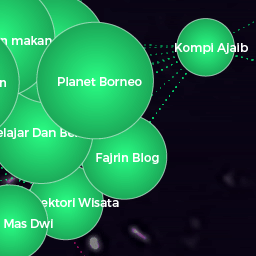 n makan
Kompi Ajaib
n
Planet Borneo
elajar Dan Be
Fajrin Blog
ektori Wisata
Mas Dwi